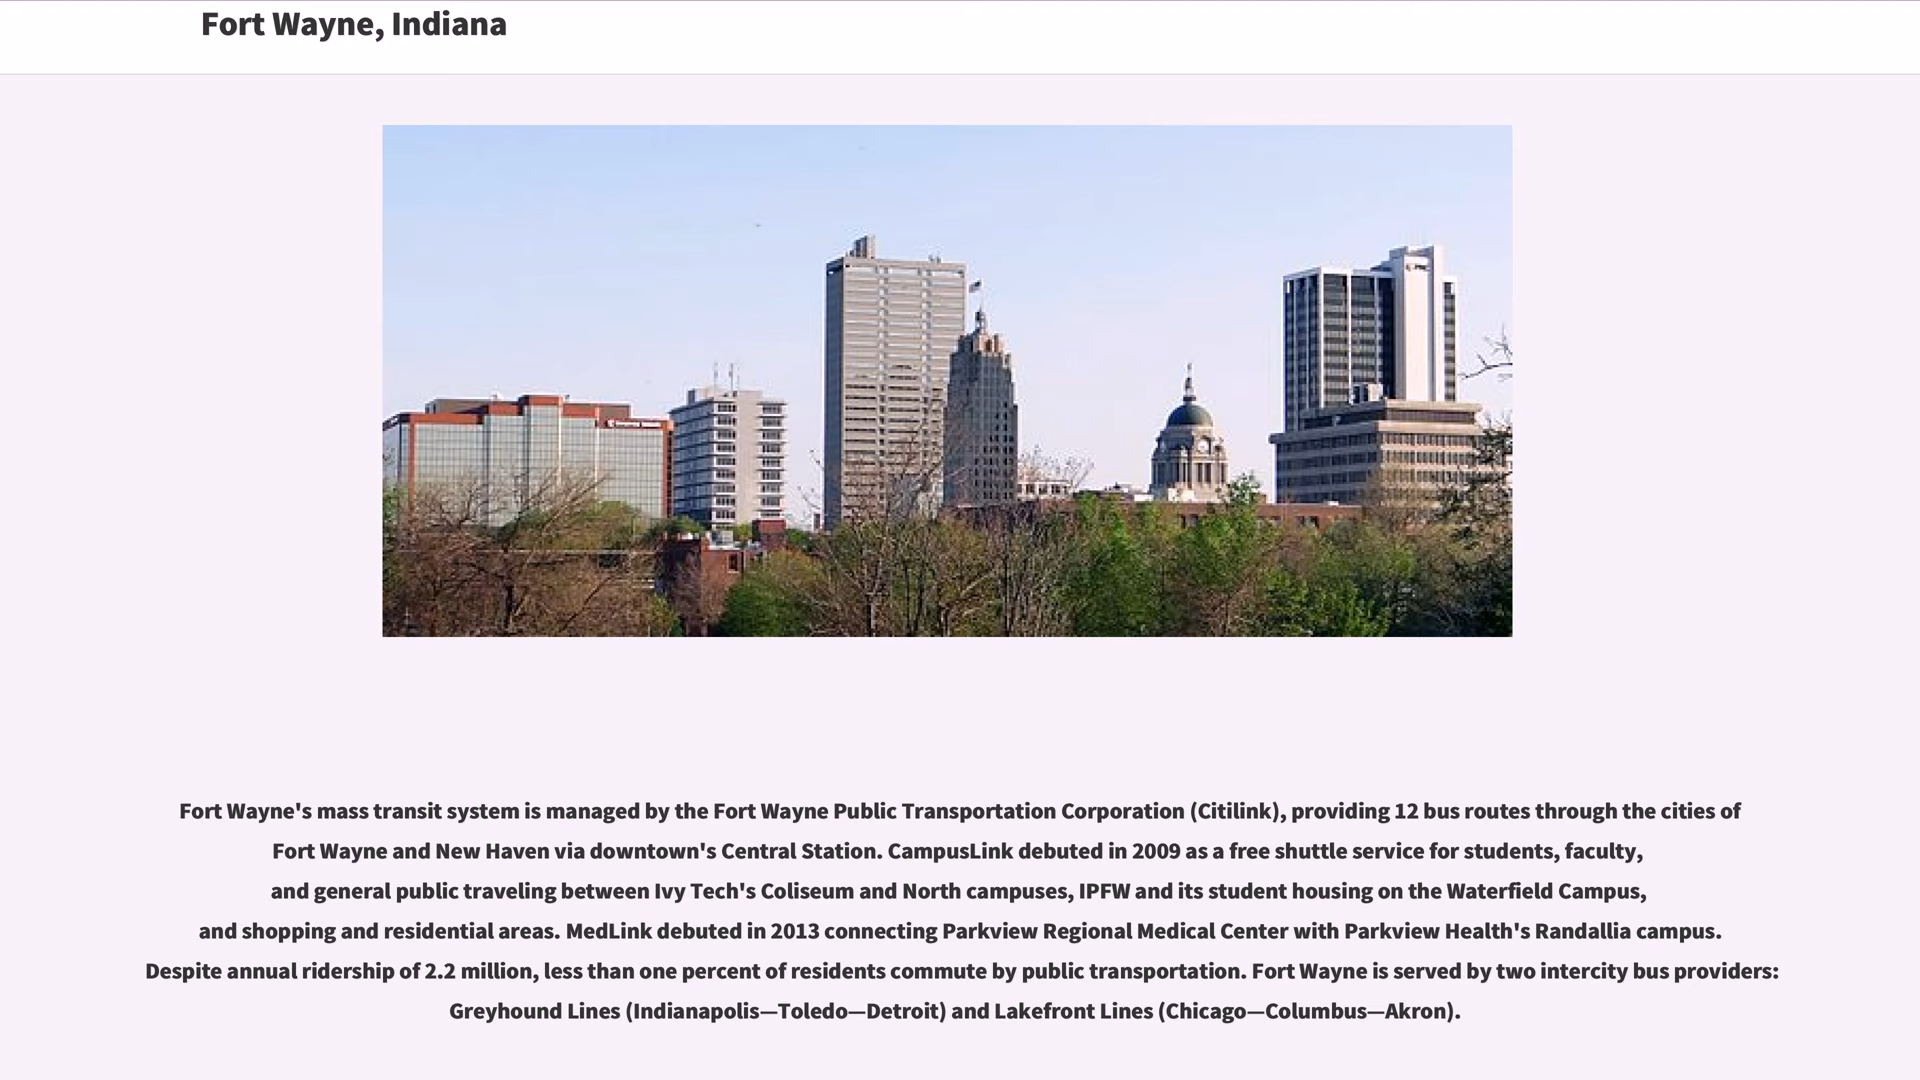 Fort Wayne, Indiana
Fort Wayne's mass transit system is managed by the Fort Wayne Public Transportation Corporation (Citilink), providing 12 bus routes through the cities of
Fort Wayne and New Haven via downtown's Central Station. CampusLink debuted in 2009 as a free shuttle service for students, faculty,
and general public traveling between Ivy Tech's Coliseum and North campuses, IPFW and its student housing on the Waterfield Campus,
and shopping and residential areas. MedLink debuted in 2013 connecting Parkview Regional Medical Center with Parkview Health's Randallia campus.
Despite annual ridership of 2.2 million, less than one percent of residents commute by public transportation. Fort Wayne is served by two intercity bus providers:
Greyhound Lines (Indianapolis—Toledo—Detroit) and Lakefront Lines (Chicago—Columbus—Akron).